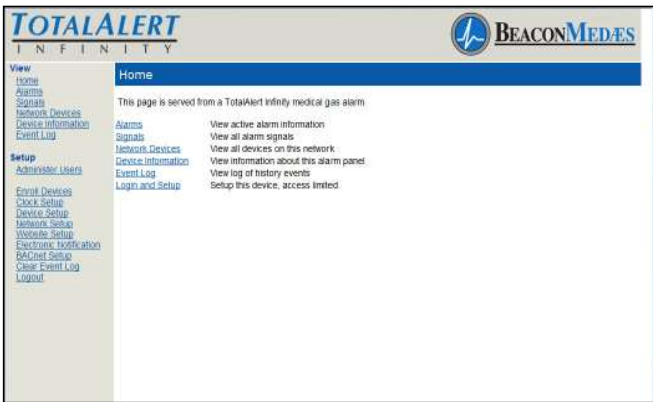 TOTALALERT
INFINITY
BEACONMEDÆS
View
Home
Alarms
Signals
Network Devices
Device Information
Event Log
Setup
Administer Users
Enroll Devices
Clock Setup
Device Setup
Network Setup
Website Setup
Electronic Notification
BACnet Setup
Clear Event Log
Logout
Home
This page is served from a TotalAlert Infinity medical gas alarm
Alarms View active alarm information
Signals View all alarm signals
Network Devices View all devices on this network
Device Information View information about this alarm panel
Event Log View log of history events
Login and Setup Setup this device, access limited